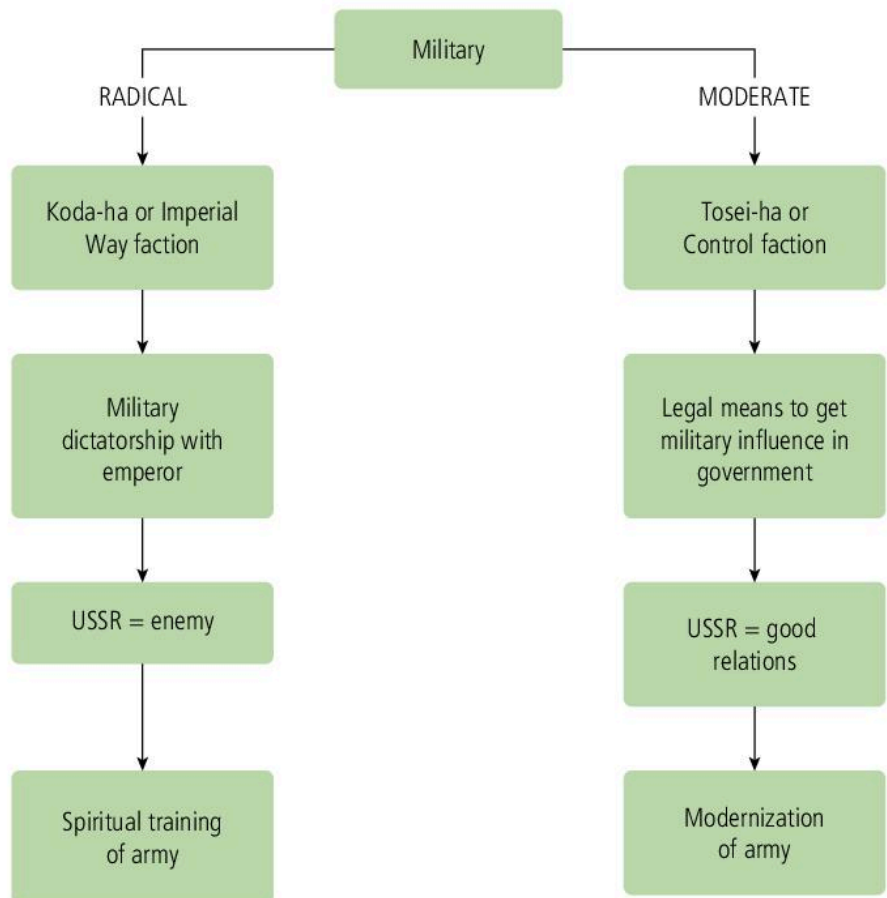 Military
RADICAL
MODERATE
Koda-ha or Imperial
Way faction
Tosei-ha or
Control faction
Military
dictatorship with
emperor
Legal means to get
military influence in
government
USSR = enemy
USSR = good
relations
Spiritual training
of army
Modernization
of army